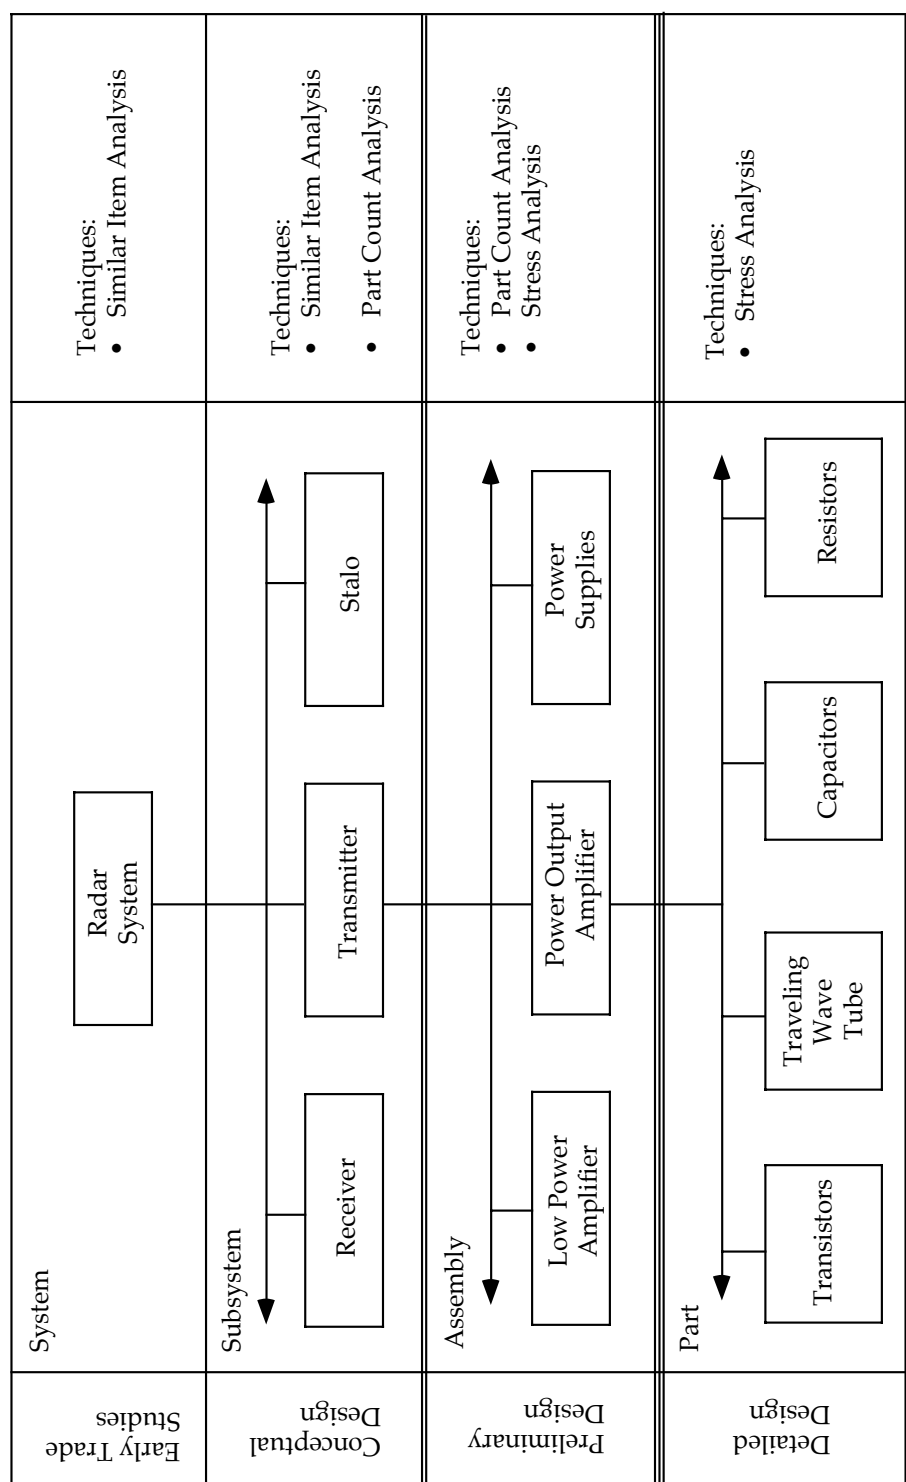 Early Trade
Studies
System
Radar
System
Techniques:
• Similar Item Analysis
Conceptual
Design
Subsystem
Receiver
Transmitter
Stalo
Techniques:
• Similar Item Analysis
• Part Count Analysis
Preliminary
Design
Assembly
Low Power
Amplifier
Power Output
Amplifier
Power
Supplies
Techniques:
• Part Count Analysis
• Stress Analysis
Detailed
Design
Part
Transistors
Traveling
Wave
Tube
Capacitors
Resistors
Techniques:
• Stress Analysis